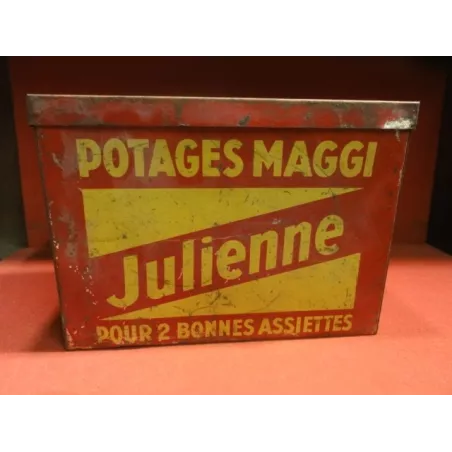 POTAGES MAGGI
Julienne
POUR 2 BONNES ASSIETTES